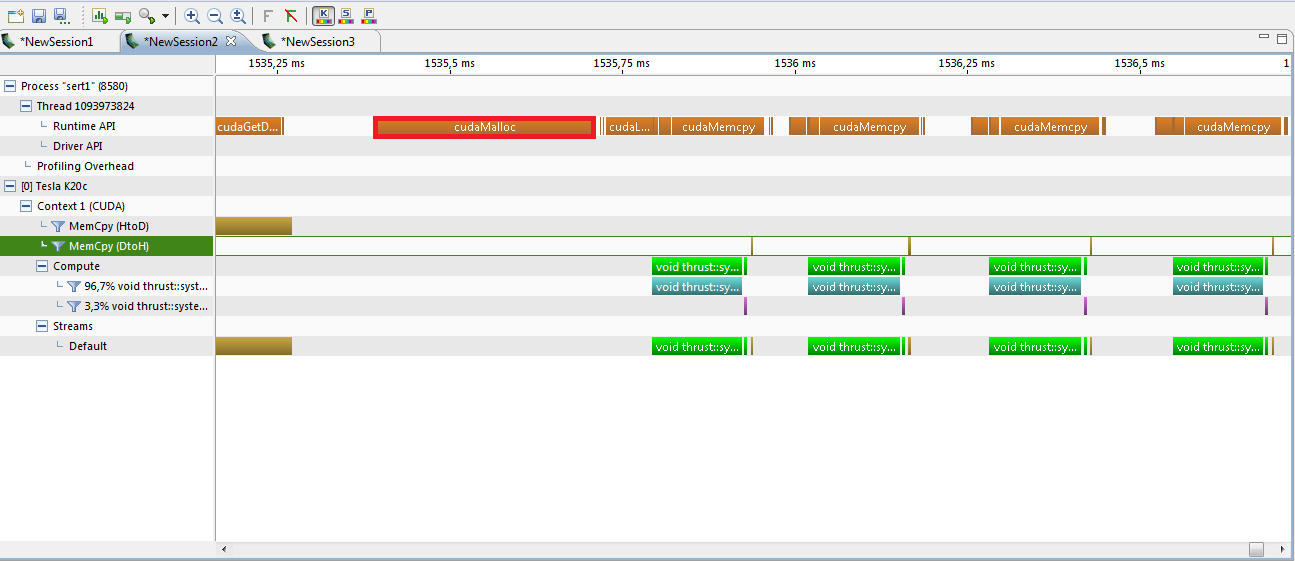 *NewSession1 *NewSession2 *NewSession3
1535,25 ms 1535,5 ms 1535,75 ms 1536 ms 1536,25 ms 1536,5 ms 1
Process "sert1" (8580)
Thread 1093973824
Runtime API cudaGetD... cudaMalloc cudaL... cudaMemcpy cudaMemcpy cudaMemcpy cudaMemcpy
Driver API
Profiling Overhead
[0] Tesla K20c
Context 1 (CUDA)
MemCpy (HtoD)
MemCpy (DtoH)
Compute void thrust::sy... void thrust::sy... void thrust::sy... void thrust::sy...
96,7% void thrust::syst... void thrust::sy... void thrust::sy... void thrust::sy... void thrust::sy...
3,3% void thrust::syste...
Streams
Default void thrust::sy... void thrust::sy... void thrust::sy... void thrust::sy...